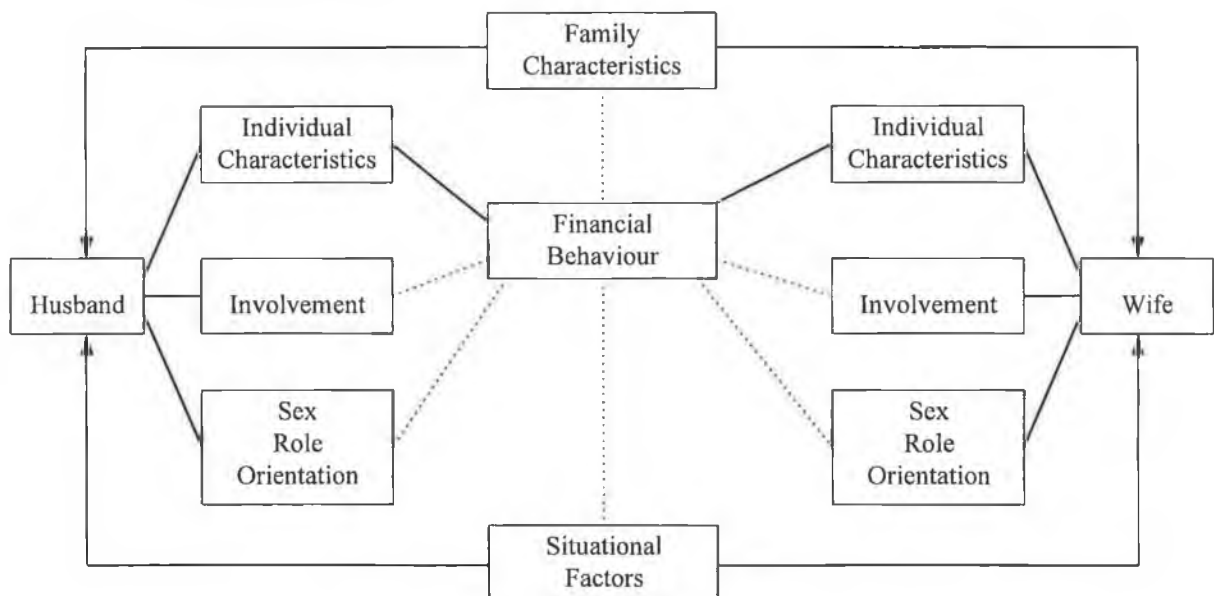 Family
Characteristics
Individual
Characteristics
Individual
Characteristics
Financial
Behaviour
Husband
Involvement
Involvement
Wife
Sex
Role
Orientation
Sex
Role
Orientation
Situational
Factors